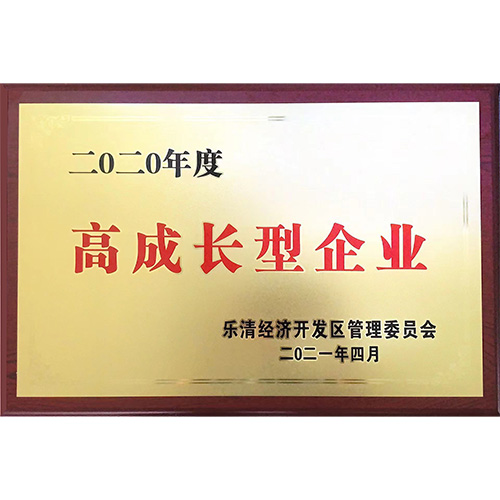 二〇二〇年度
高成长型企业
乐清经济开发区管理委员会
二〇二一年四月